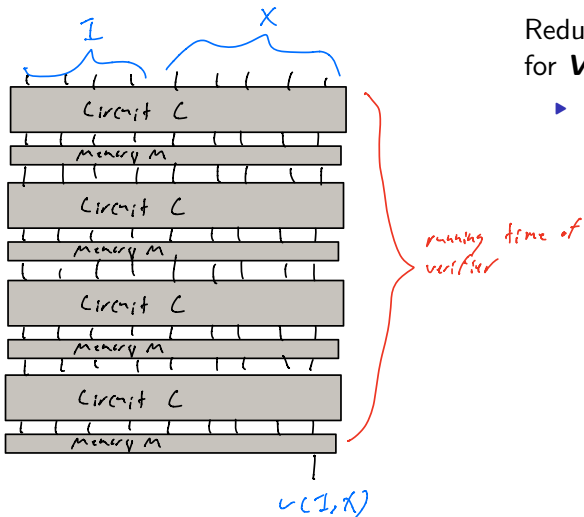 I X
Redu
for V
Circuit C
Memory M
Circuit C
Memory M
Circuit C
Memory M
Circuit C
Memory M
running time of
verifier
v(I,X)